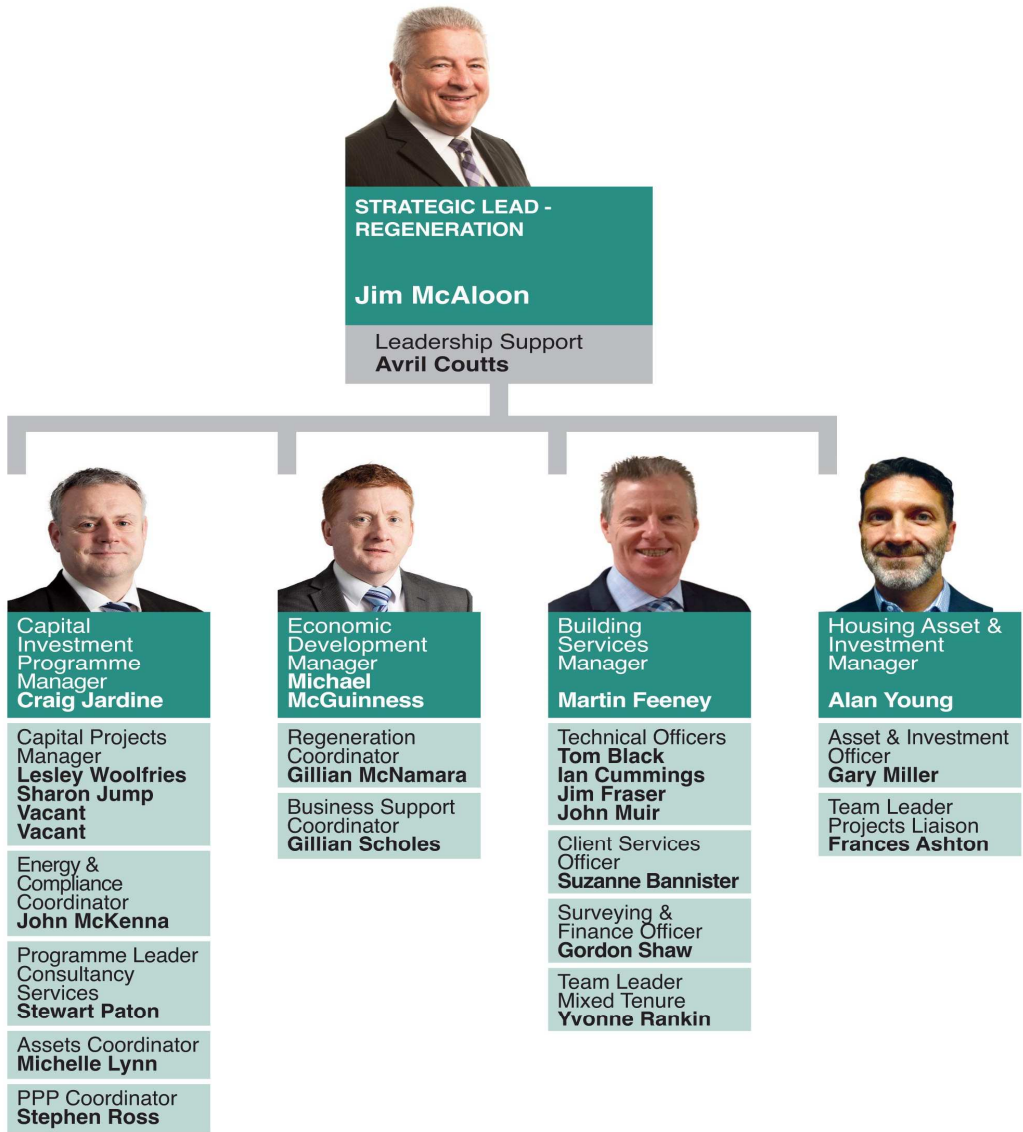 STRATEGIC LEAD -
REGENERATION
Jim McAloon
Leadership Support
Avril Coutts
Capital
Investment
Programme
Manager
Craig Jardine
Capital Projects
Manager
Lesley Woolfries
Sharon Jump
Vacant
Vacant
Energy &
Compliance
Coordinator
John McKenna
Programme Leader
Consultancy
Services
Stewart Paton
Assets Coordinator
Michelle Lynn
PPP Coordinator
Stephen Ross
Economic
Development
Manager
Michael
McGuinness
Regeneration
Coordinator
Gillian McNamara
Business Support
Coordinator
Gillian Scholes
Building
Services
Manager
Martin Feeney
Technical Officers
Tom Black
Ian Cummings
Jim Fraser
John Muir
Client Services
Officer
Suzanne Bannister
Surveying &
Finance Officer
Gordon Shaw
Team Leader
Mixed Tenure
Yvonne Rankin
Housing Asset &
Investment
Manager
Alan Young
Asset & Investment
Officer
Gary Miller
Team Leader
Projects Liaison
Frances Ashton